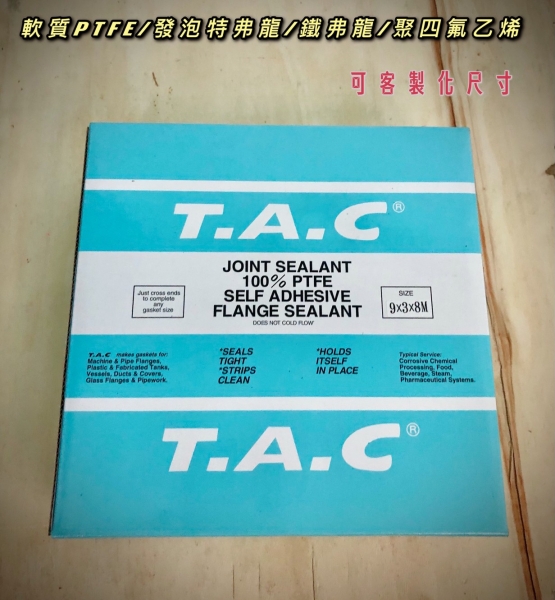 軟質PTFE/發泡特弗龍/鐵弗龍/聚四氟乙烯
可客製化尺寸
T.A.C®
JOINT SEALANT
100% PTFE
SELF ADHESIVE
FLANGE SEALANT
DOES NOT COLD FLOW
Just cross ends
to complete
any
gasket size
SIZE
9x3x8M
T.A.C makes gaskets for:
Machine & Pipe Flanges,
Plastic & Fabricated Tanks,
Vessels, Ducts & Covers,
Glass Flanges & Pipework.
*SEALS
TIGHT
*STRIPS
CLEAN
*HOLDS
ITSELF
IN PLACE
Typical Service:
Corrosive Chemical
Processing, Food,
Beverage, Steam,
Pharmaceutical Systems.
T.A.C®